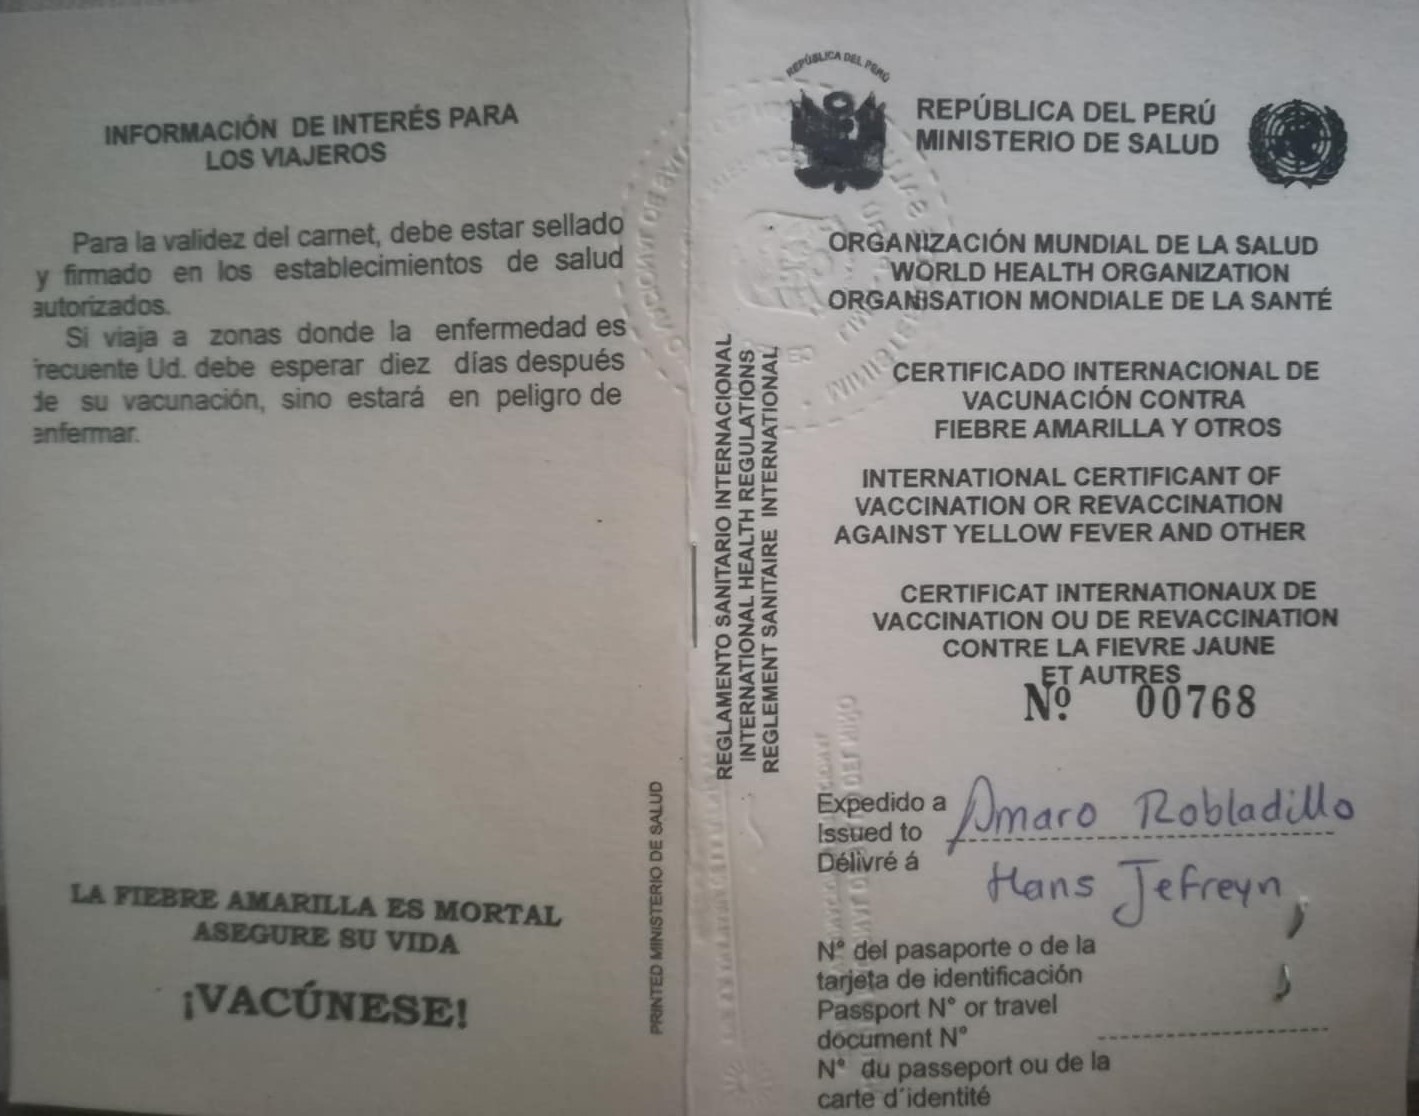 INFORMACIÓN DE INTERÉS PARA
LOS VIAJEROS
Para la validez del carnet, debe estar sellado
y firmado en los establecimientos de salud
autorizados.
Si viaja a zonas donde la enfermedad es
recuente Ud. debe esperar diez días después
de su vacunación, sino estará en peligro de
enfermar.
LA FIEBRE AMARILLA ES MORTAL
ASEGURE SU VIDA
¡VACÚNESE!
PRINTED MINISTERIO DE SALUD
REPÚBLICA DEL PERÚ
REPÚBLICA DEL PERÚ
MINISTERIO DE SALUD
ORGANIZACIÓN MUNDIAL DE LA SALUD
WORLD HEALTH ORGANIZATION
ORGANISATION MONDIALE DE LA SANTÉ
REGLAMENTO SANITARIO INTERNACIONAL
INTERNATIONAL HEALTH REGULATIONS
REGLEMENT SANITAIRE INTERNATIONAL
CERTIFICADO INTERNACIONAL DE
VACUNACIÓN CONTRA
FIEBRE AMARILLA Y OTROS
INTERNATIONAL CERTIFICANT OF
VACCINATION OR REVACCINATION
AGAINST YELLOW FEVER AND OTHER
CERTIFICAT INTERNATIONAUX DE
VACCINATION OU DE REVACCINATION
CONTRE LA FIEVRE JAUNE
ET AUTRES
Nº. 00768
Expedido a Amaro Robladillo
Issued to
Délivré á Hans Jefreyn
N° del pasaporte o de la
tarjeta de identificación
Passport N° or travel
document N°
N° du passeport ou de la
carte d´identité